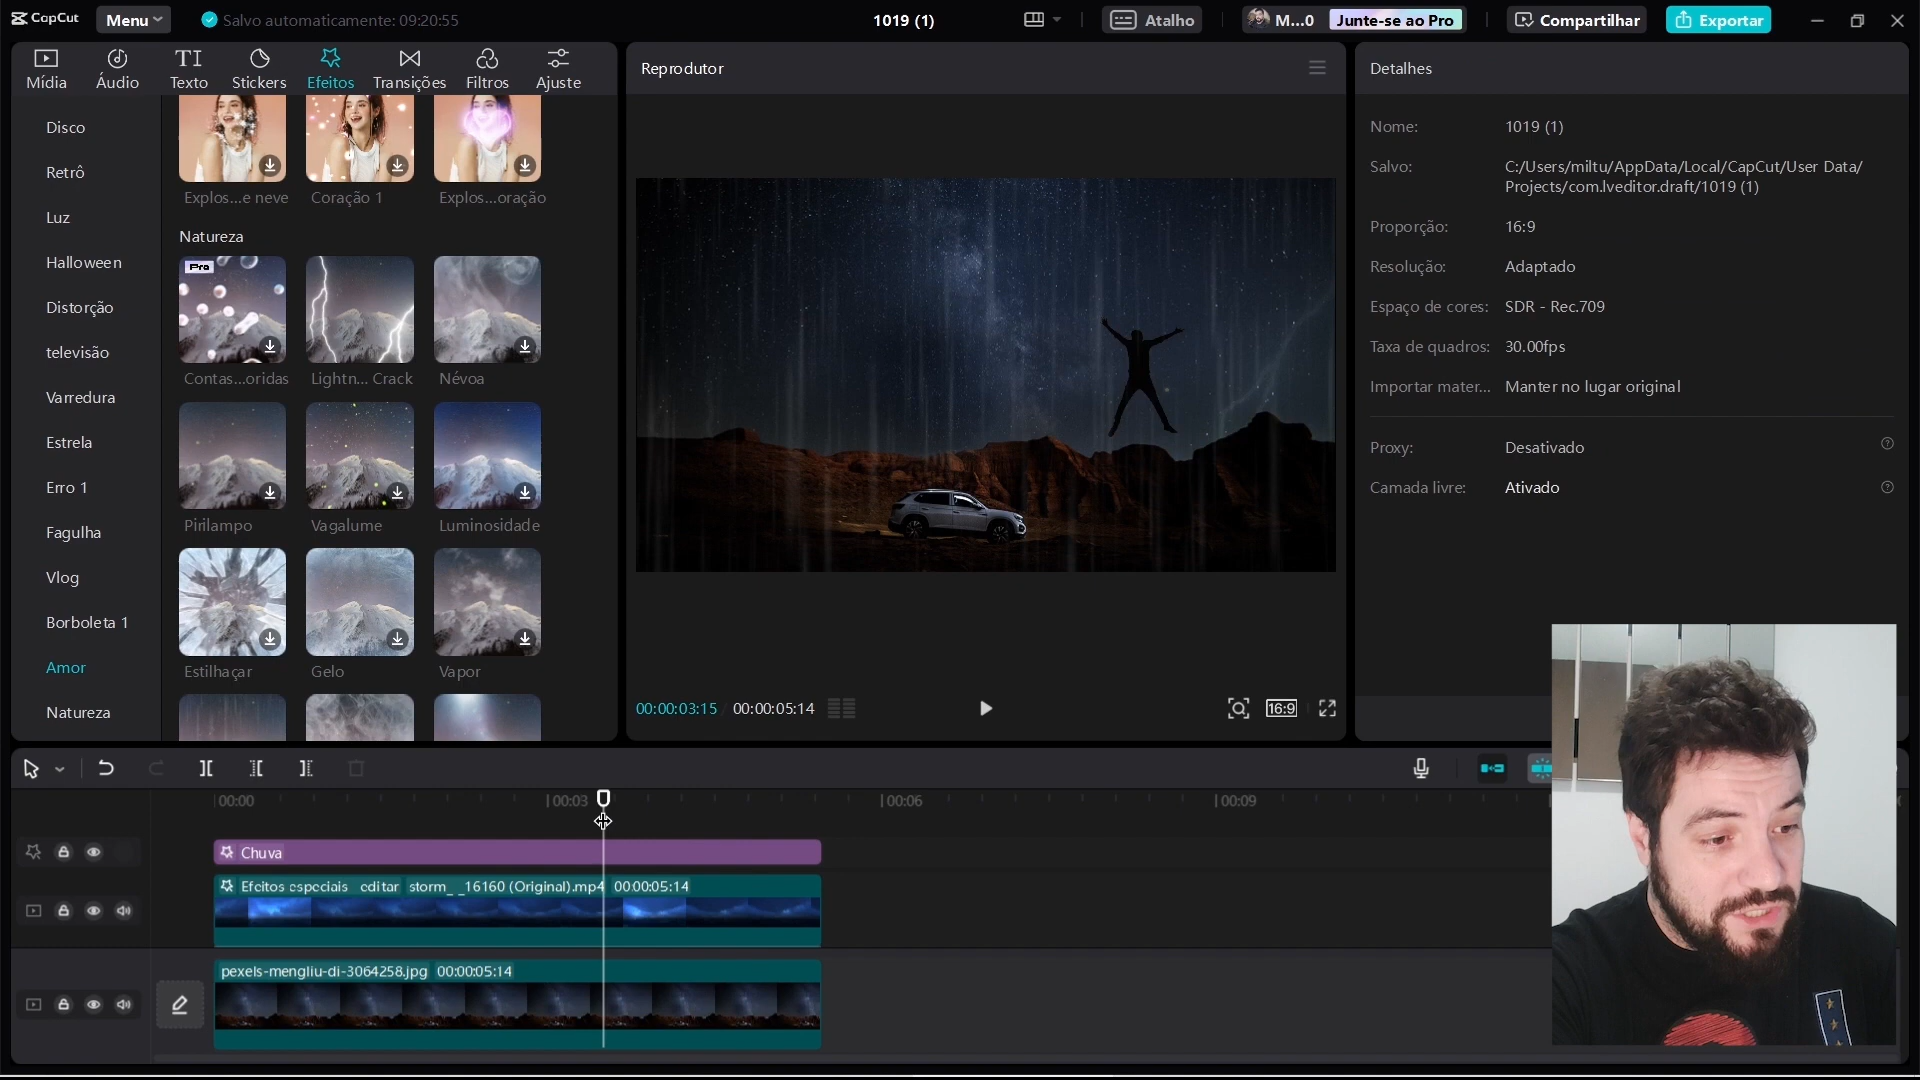 CapCut
Menu
Salvo automaticamente: 09:20:55
1019 (1)
Atalho
M...0
Junte-se ao Pro
Compartilhar
Exportar
Mídia
Áudio
Texto
Stickers
Efeitos
Transições
Filtros
Ajuste
Disco
Retrô
Luz
Halloween
Distorção
televisão
Varredura
Estrela
Erro 1
Fagulha
Vlog
Borboleta 1
Amor
Natureza
Explos...e neve
Coração 1
Explos...oração
Natureza
Pro
Contas...oridas
Lightn... Crack
Névoa
Pirilampo
Vagalume
Luminosidade
Estilhaçar
Gelo
Vapor
Reprodutor
00:00:03:15
00:00:05:14
16:9
Detalhes
Nome: 1019 (1)
Salvo: C:/Users/miltu/AppData/Local/CapCut/User Data/
Projects/com.lveditor.draft/1019 (1)
Proporção: 16:9
Resolução: Adaptado
Espaço de cores: SDR - Rec.709
Taxa de quadros: 30.00fps
Importar mater... Manter no lugar original
Proxy: Desativado
Camada livre: Ativado
00:00
00:03
00:06
00:09
Chuva
Efeitos especiais editar storm_ _16160 (Original).mp4 00:00:05:14
pexels-mengliu-di-3064258.jpg 00:00:05:14